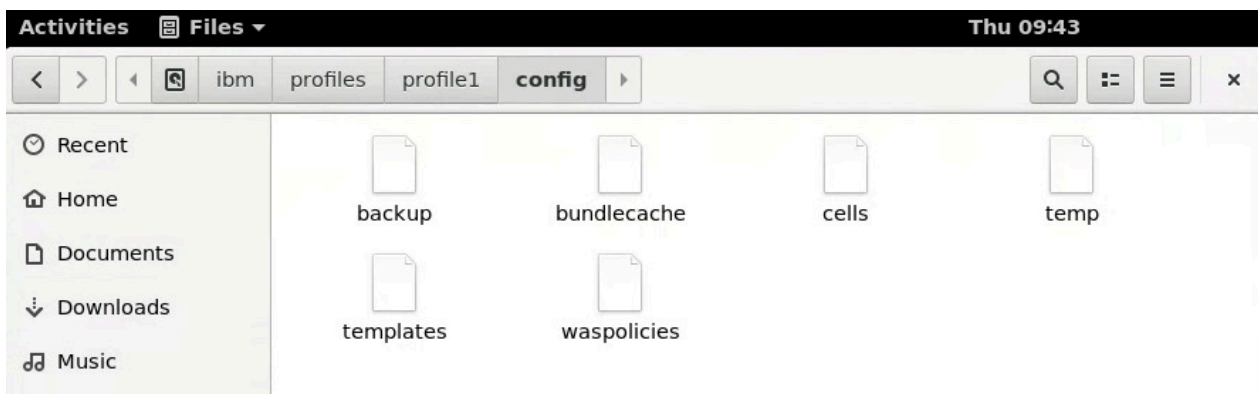 Activities Files Thu 09:43
ibm profiles profile1 config
Recent
Home
Documents
Downloads
Music
backup bundlecache cells temp
templates waspolicies